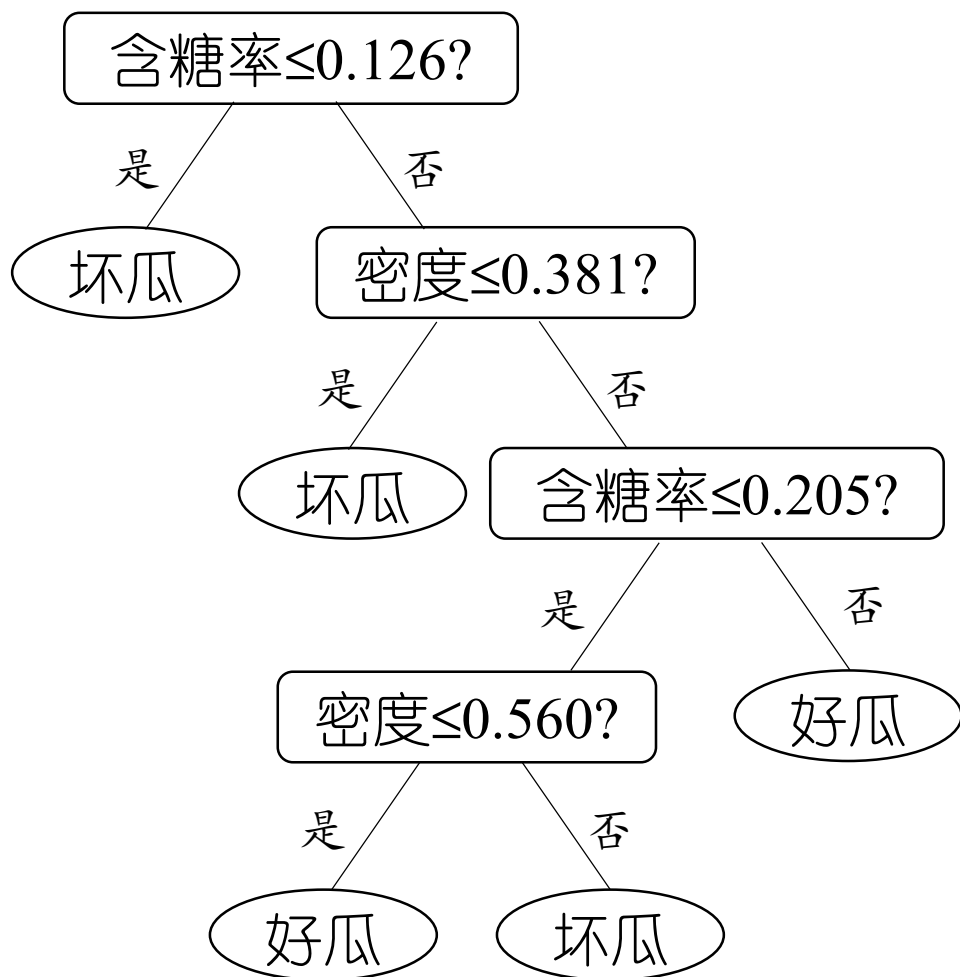 含糖率≤0.126?
是
否
坏瓜
密度≤0.381?
是
否
坏瓜
含糖率≤0.205?
是
否
密度≤0.560?
好瓜
是
否
好瓜
坏瓜